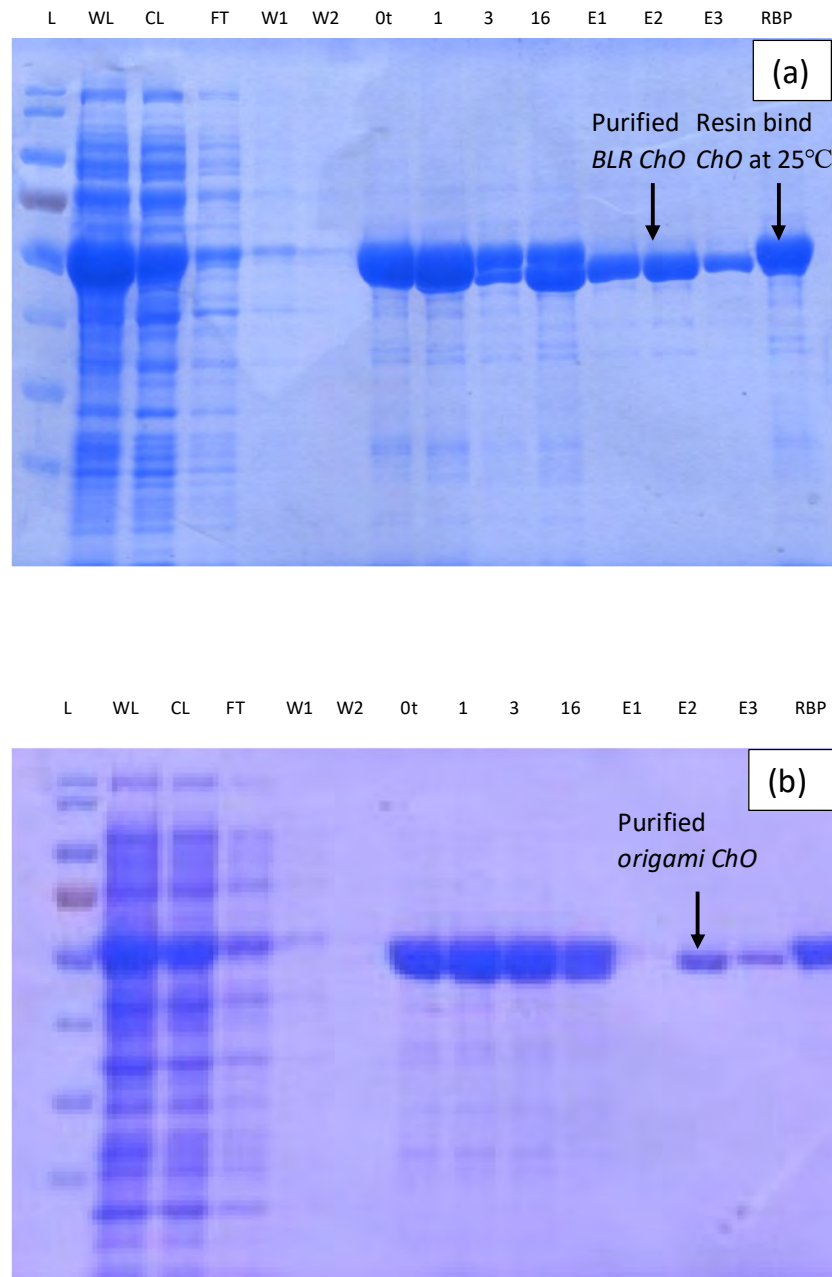 L WL CL FT W1 W2 0t 1 3 16 E1 E2 E3 RBP
(a)
Purified Resin bind
BLR ChO ChO at 25℃
L WL CL FT W1 W2 0t 1 3 16 E1 E2 E3 RBP
(b)
Purified
origami ChO